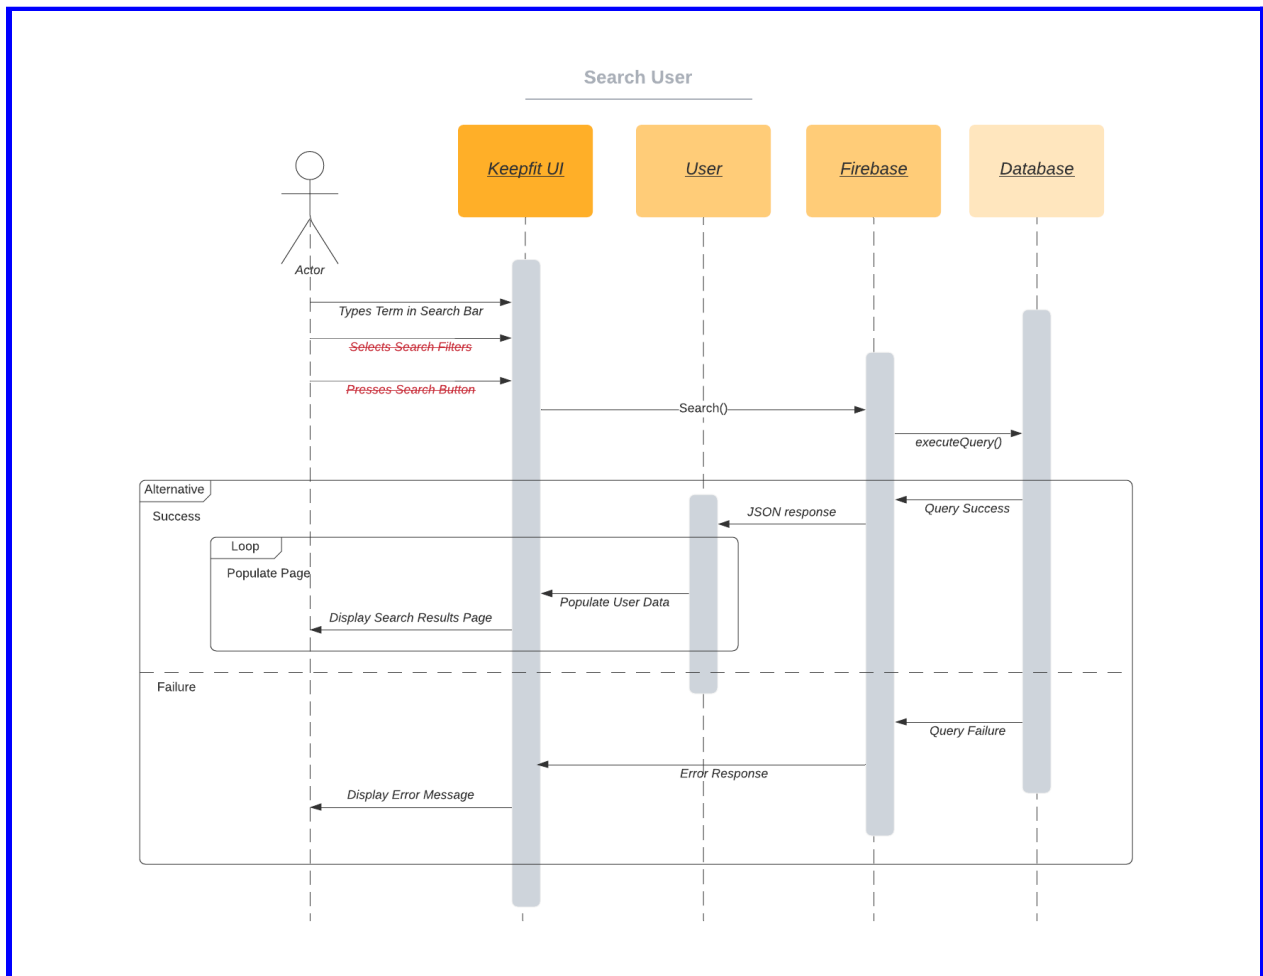 Search User
Keepfit UI
User
Firebase
Database
Actor
Types Term in Search Bar
Selects Search Filters
Presses Search Button
Search()
executeQuery()
Alternative
Success
Query Success
JSON response
Loop
Populate Page
Populate User Data
Display Search Results Page
Failure
Query Failure
Error Response
Display Error Message